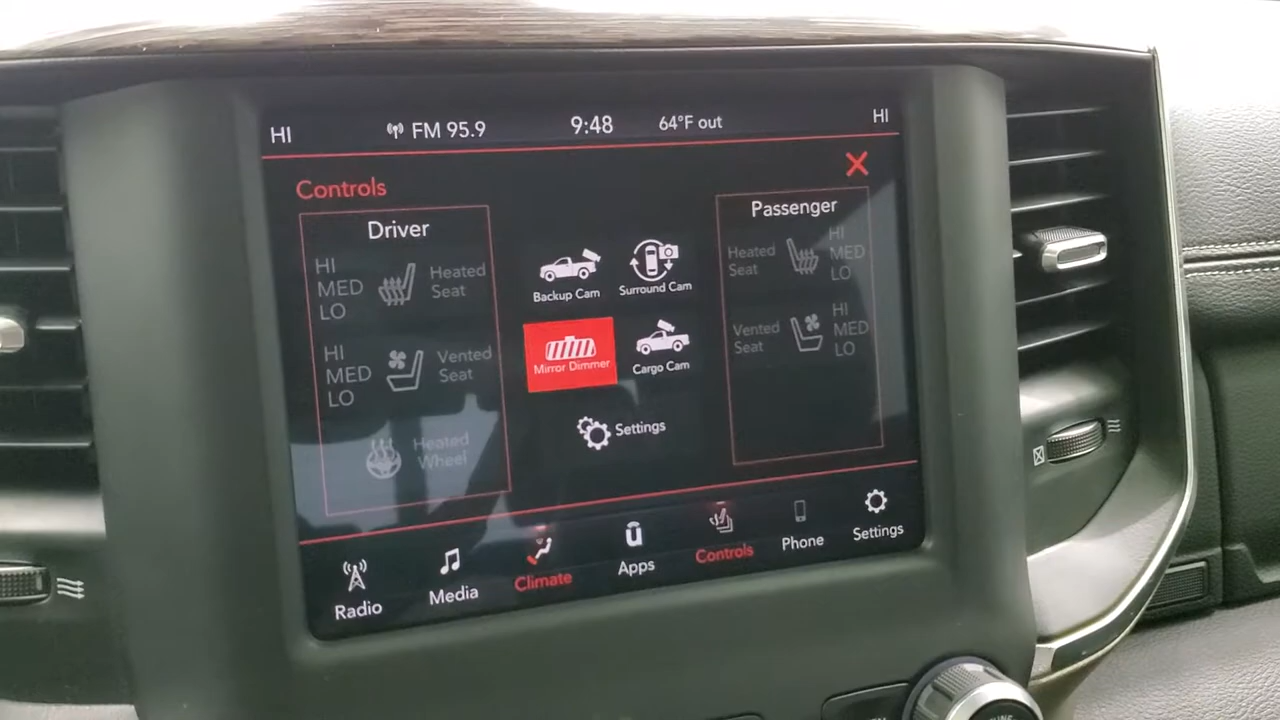 HI FM 95.9 9:48 64°F out HI
Controls
Driver
HI
MED
LO
Heated
Seat
HI
MED
LO
Vented
Seat
Heated
Wheel
Backup Cam
Surround Cam
Mirror Dimmer
Cargo Cam
Settings
Passenger
Heated
Seat
HI
MED
LO
Vented
Seat
HI
MED
LO
Radio
Media
Climate
Apps
Controls
Phone
Settings